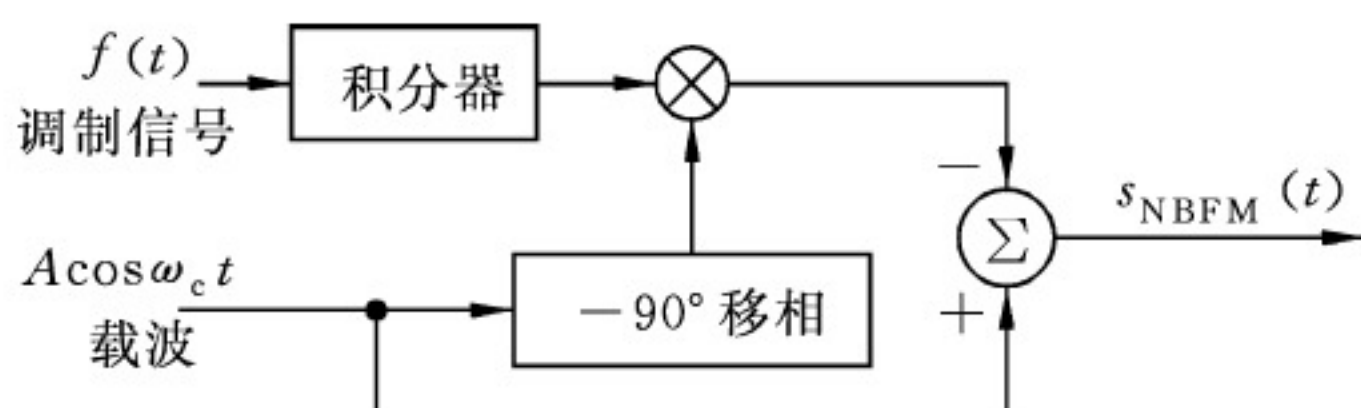 f(t)
调制信号
积分器
−
s_NBFM(t)
Σ
Acosω_c t
载波
−90°移相
+